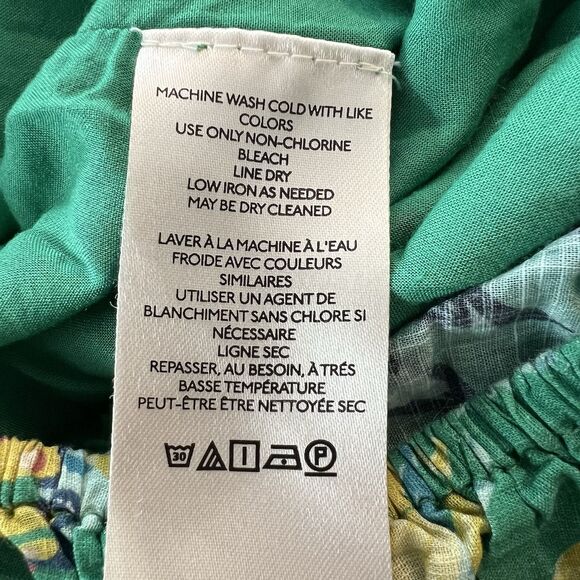 MACHINE WASH COLD WITH LIKE
COLORS
USE ONLY NON-CHLORINE
BLEACH
LINE DRY
LOW IRON AS NEEDED
MAY BE DRY CLEANED
LAVER À LA MACHINE À L'EAU
FROIDE AVEC COULEURS
SIMILAIRES
UTILISER UN AGENT DE
BLANCHIMENT SANS CHLORE SI
NÉCESSAIRE
LIGNE SEC
REPASSER, AU BESOIN, À TRÉS
BASSE TEMPÉRATURE
PEUT-ÊTRE ÊTRE NETTOYÉE SEC
30 P